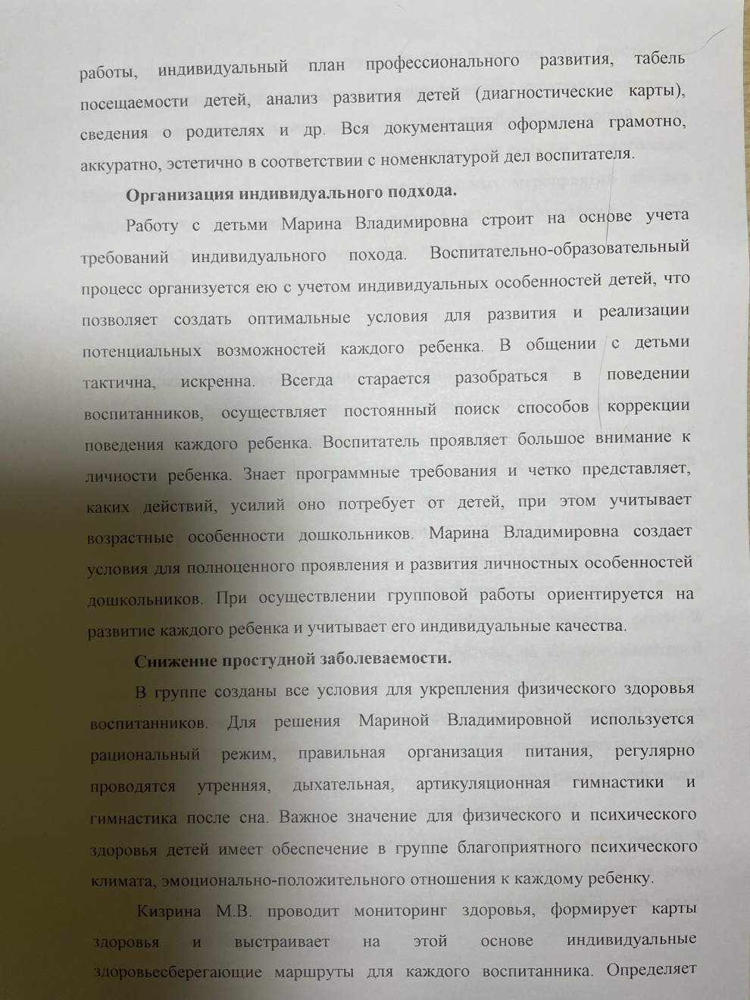 работы, индивидуальный план профессионального развития, табель
посещаемости детей, анализ развития детей (диагностические карты),
сведения о родителях и др. Вся документация оформлена грамотно,
аккуратно, эстетично в соответствии с номенклатурой дел воспитателя.
Организация индивидуального подхода.
Работу с детьми Марина Владимировна строит на основе учета
требований индивидуального похода. Воспитательно-образовательный
процесс организуется ею с учетом индивидуальных особенностей детей, что
позволяет создать оптимальные условия для развития и реализации
потенциальных возможностей каждого ребенка. В общении с детьми
тактична, искренна. Всегда старается разобраться в поведении
воспитанников, осуществляет постоянный поиск способов коррекции
поведения каждого ребенка. Воспитатель проявляет большое внимание к
личности ребенка. Знает программные требования и четко представляет,
каких действий, усилий оно потребует от детей, при этом учитывает
возрастные особенности дошкольников. Марина Владимировна создает
условия для полноценного проявления и развития личностных особенностей
дошкольников. При осуществлении групповой работы ориентируется на
развитие каждого ребенка и учитывает его индивидуальные качества.
Снижение простудной заболеваемости.
В группе созданы все условия для укрепления физического здоровья
воспитанников. Для решения Мариной Владимировной используется
рациональный режим, правильная организация питания, регулярно
проводятся утренняя, дыхательная, артикуляционная гимнастики и
гимнастика после сна. Важное значение для физического и психического
здоровья детей имеет обеспечение в группе благоприятного психического
климата, эмоционально-положительного отношения к каждому ребенку.
Кизрина М.В. проводит мониторинг здоровья, формирует карты
здоровья и выстраивает на этой основе индивидуальные
здоровьесберегающие маршруты для каждого воспитанника. Определяет